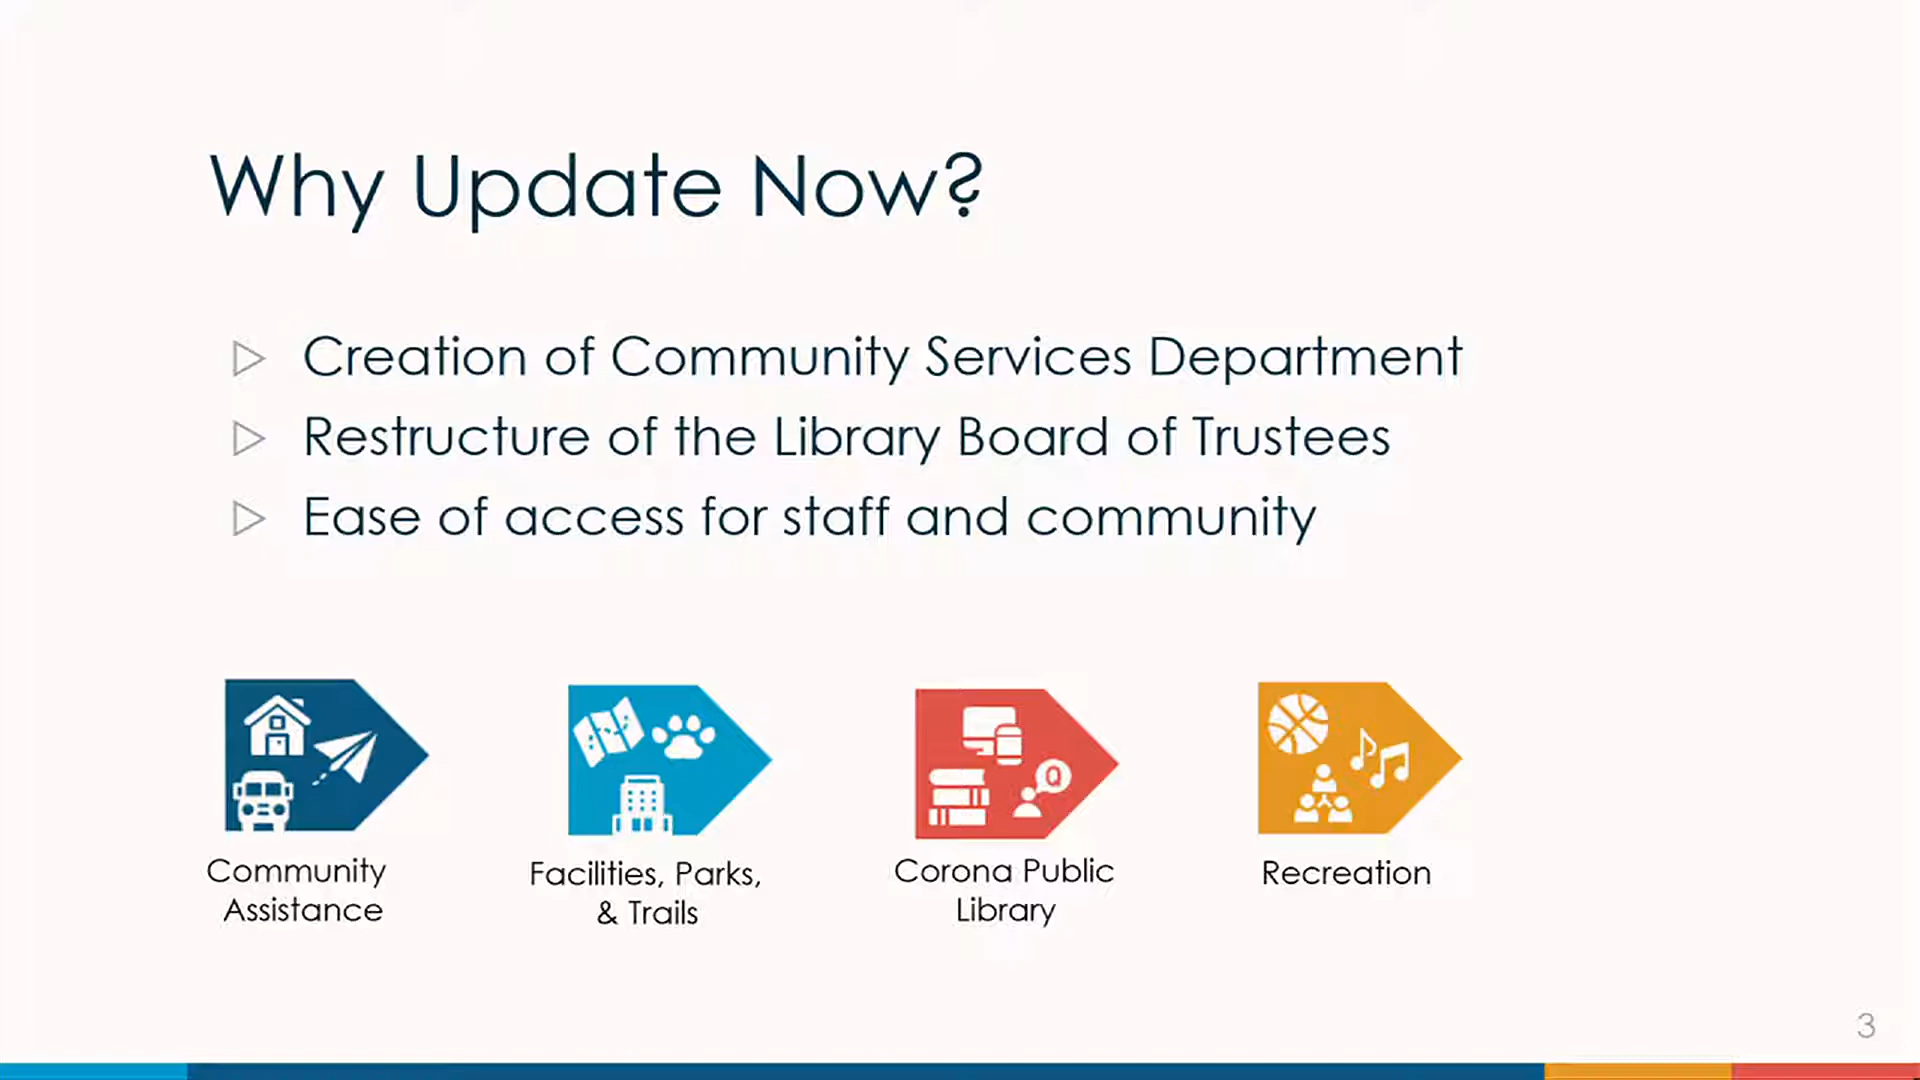 Why Update Now?
Creation of Community Services Department
Restructure of the Library Board of Trustees
Ease of access for staff and community
Q
Community
Assistance
Facilities, Parks,
& Trails
Corona Public
Library
Recreation
3